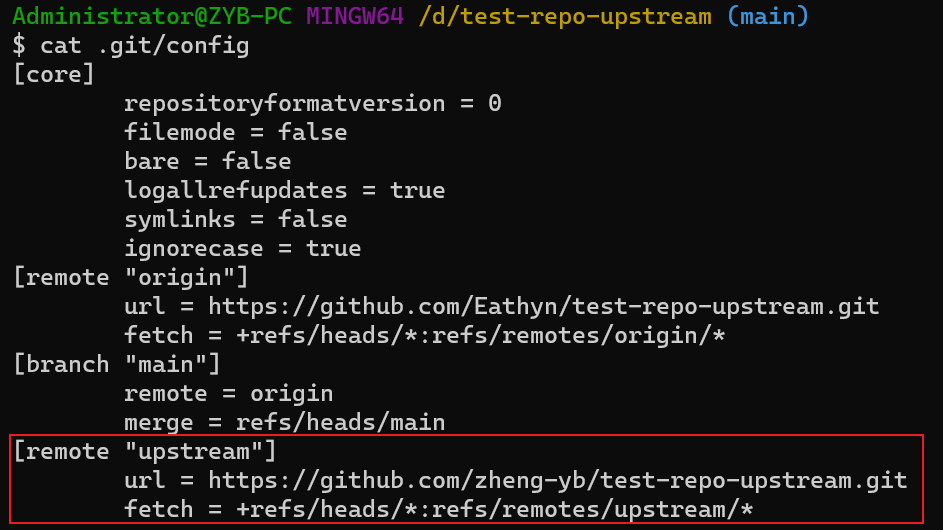 Administrator@ZYB-PC MINGW64 /d/test-repo-upstream (main)
$ cat .git/config
[core]
        repositoryformatversion = 0
        filemode = false
        bare = false
        logallrefupdates = true
        symlinks = false
        ignorecase = true
[remote "origin"]
        url = https://github.com/Eathyn/test-repo-upstream.git
        fetch = +refs/heads/*:refs/remotes/origin/*
[branch "main"]
        remote = origin
        merge = refs/heads/main
[remote "upstream"]
        url = https://github.com/zheng-yb/test-repo-upstream.git
        fetch = +refs/heads/*:refs/remotes/upstream/*